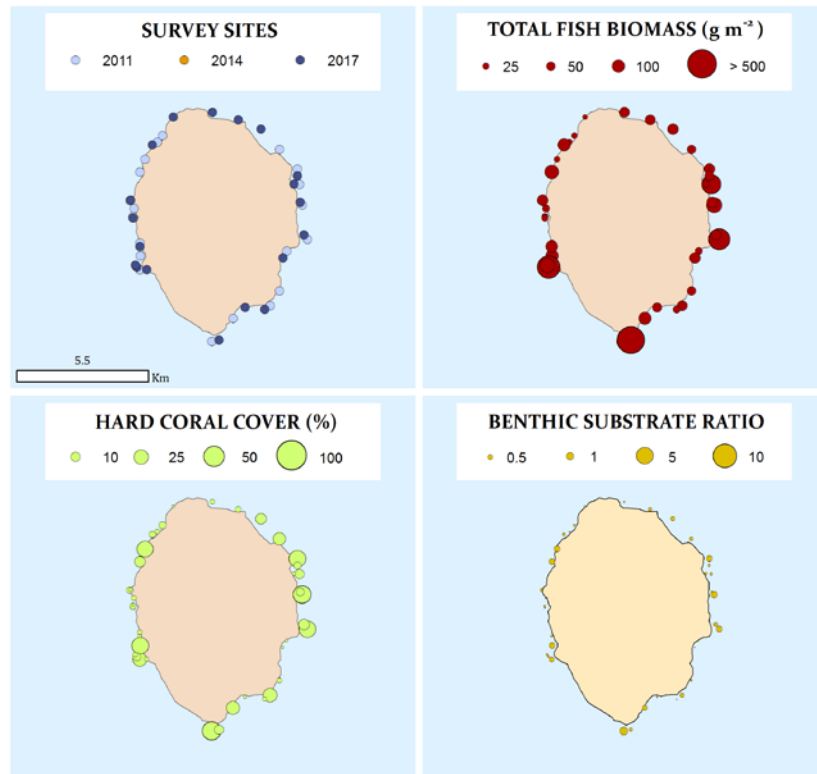 SURVEY SITES
2011 2014 2017
5.5
Km
TOTAL FISH BIOMASS (g m⁻²)
25 50 100 > 500
HARD CORAL COVER (%)
10 25 50 100
BENTHIC SUBSTRATE RATIO
0.5 1 5 10